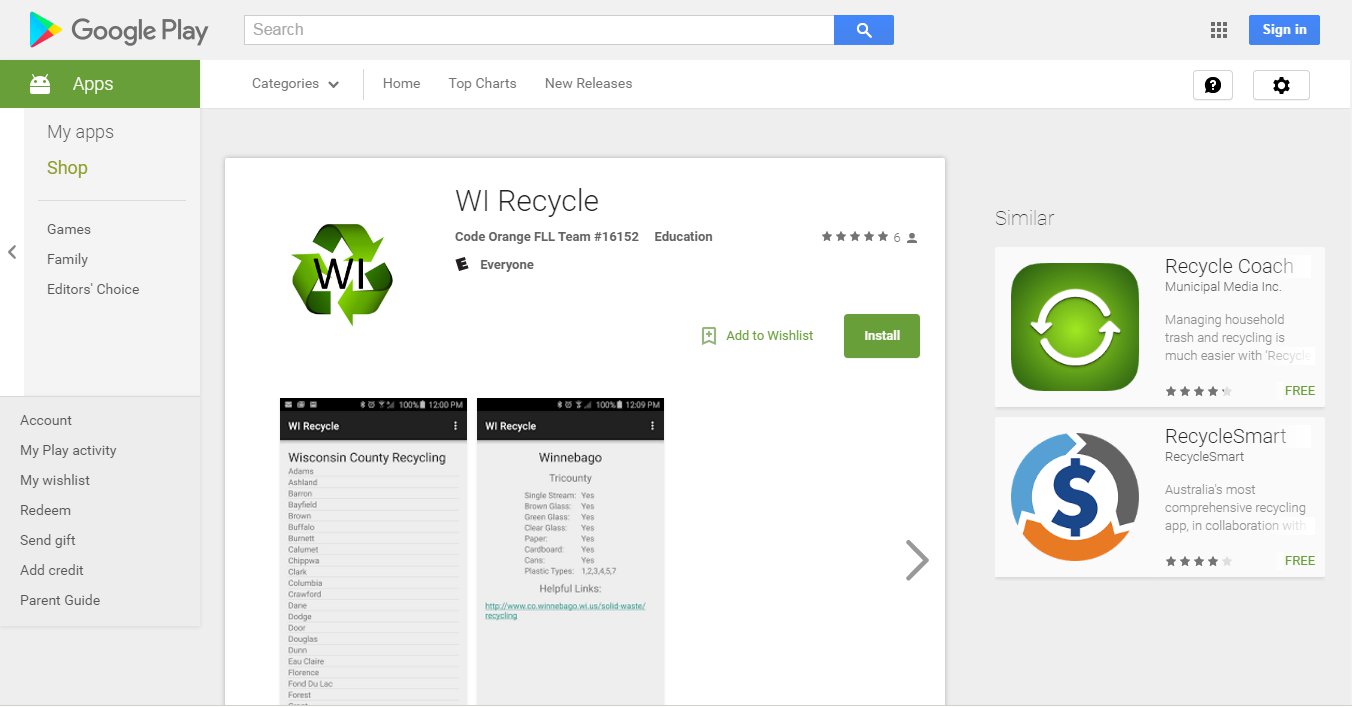 Google Play
Search
Sign in
Apps
Categories
Home
Top Charts
New Releases
My apps
Shop
Games
Family
Editors' Choice
Account
My Play activity
My wishlist
Redeem
Send gift
Add credit
Parent Guide
WI
WI Recycle
Code Orange FLL Team #16152 Education
6
E Everyone
Add to Wishlist
Install
100% 12:00 PM
WI Recycle
Wisconsin County Recycling
Adams
Ashland
Barron
Bayfield
Brown
Buffalo
Burnett
Calumet
Chippwa
Clark
Columbia
Crawford
Dane
Dodge
Door
Douglas
Dunn
Eau Claire
Florence
Fond Du Lac
Forest
100% 12:09 PM
WI Recycle
Winnebago
Tricounty
Single Stream: Yes
Brown Glass: Yes
Green Glass: Yes
Clear Glass: Yes
Paper: Yes
Cardboard: Yes
Cans: Yes
Plastic Types: 1,2,3,4,5,7
Helpful Links:
http://www.co.winnebago.wi.us/solid-waste/
recycling
Similar
Recycle Coach
Municipal Media Inc.
Managing household
trash and recycling is
much easier with 'Recycle
FREE
RecycleSmart
RecycleSmart
Australia's most
comprehensive recycling
app, in collaboration with
FREE